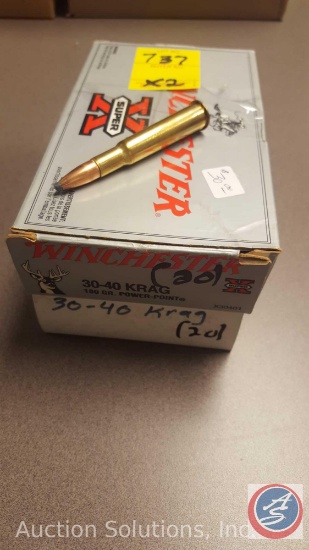 737
X2
WINCHESTER
SUPER
X
WINCHESTER
(20)
30-40 KRAG
180 GR. POWER-POINT®
X
30-40 Krag
(20)
AS
Auction Solutions, Inc